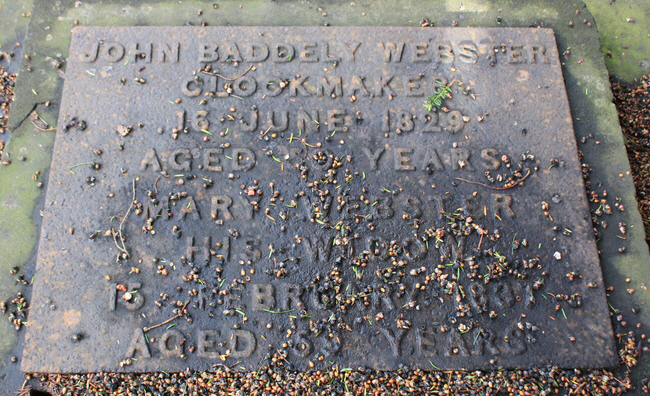 JOHN BADDELY WEBSTER
CLOCKMAKER
16 JUNE 1829
AGED YEARS
MARY WEBSTER
HIS WIDOW
15 FEBRUARY
AGED YEARS